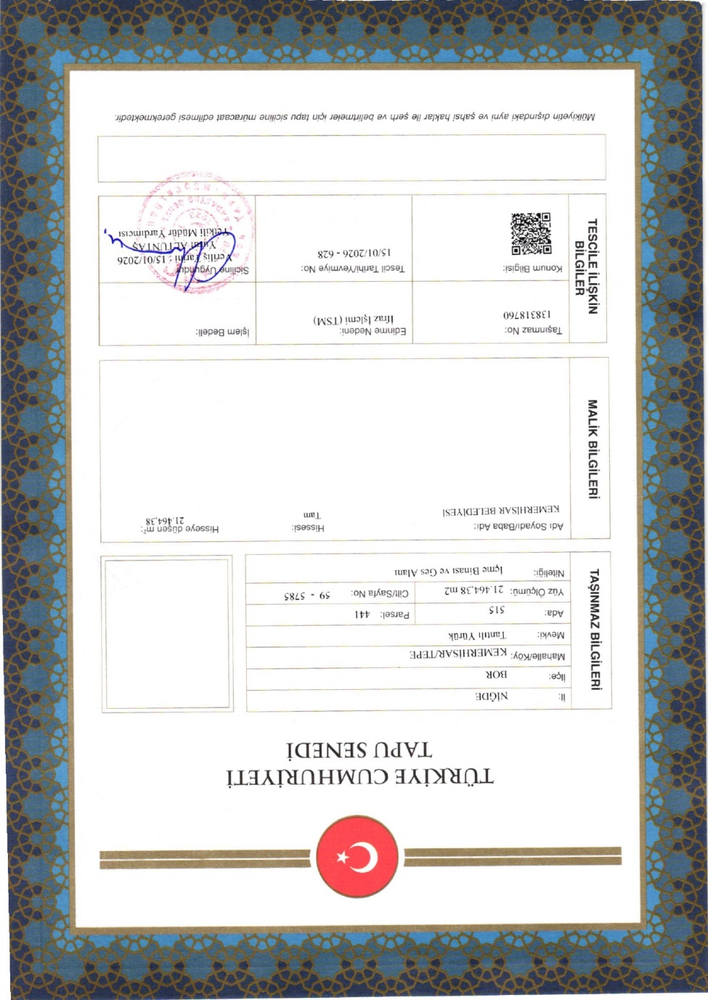 TÜRKİYE CUMHURİYETİ
TAPU SENEDİ
TAŞINMAZ BİLGİLERİ
İl: NİĞDE
İlçe: BOR
Mahalle/Köy: KEMERHİSAR/TEPE
Mevki: Tantılı Yürük
Ada: 515 Parsel: 441
Yüz Ölçümü: 21.464,38 m2 Cilt/Sayfa No: 59 - 5785
Niteliği: İçme Binası ve Ges Alanı
MALİK BİLGİLERİ
Adı Soyadı/Baba Adı: Hissesi: Hisseye düşen m²:
KEMERHİSAR BELEDİYESİ Tam 21.464,38
TESCİLE İLİŞKİN BİLGİLER
Taşınmaz No: Edinme Nedeni: İşlem Bedeli:
138318760 İfraz İşlemi (TSM)
Konum Bilgisi: Tescil Tarihi/Yevmiye No: Siciline Uygundur
15/01/2026 - 628 Veriliş Tarihi : 15/01/2026
Yusuf ALTUNTAŞ
Yetkili Müdür Yardımcısı
Mülkiyetin dışındaki ayni ve şahsi haklar ile şerh ve belirtmeler için tapu siciline müracaat edilmesi gerekmektedir.